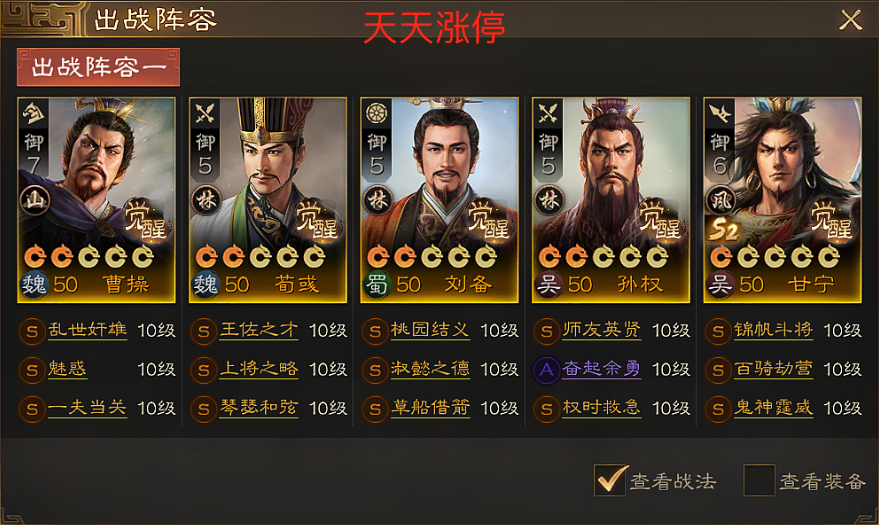 出战阵容
天天涨停
出战阵容一
御 7 山 觉醒 魏 50 曹操
御 5 林 觉醒 魏 50 荀彧
御 5 林 觉醒 蜀 50 刘备
御 5 林 觉醒 吴 50 孙权
御 6 风 S2 觉醒 吴 50 甘宁
S 乱世奸雄 10级 S 王佐之才 10级 S 桃园结义 10级 S 师友英贤 10级 S 锦帆斗将 10级
S 魅惑 10级 S 上将之略 10级 S 淑懿之德 10级 A 奋起余勇 10级 S 百骑劫营 10级
S 一夫当关 10级 S 琴瑟和弦 10级 S 草船借箭 10级 S 权时救急 10级 S 鬼神霆威 10级
查看战法 查看装备